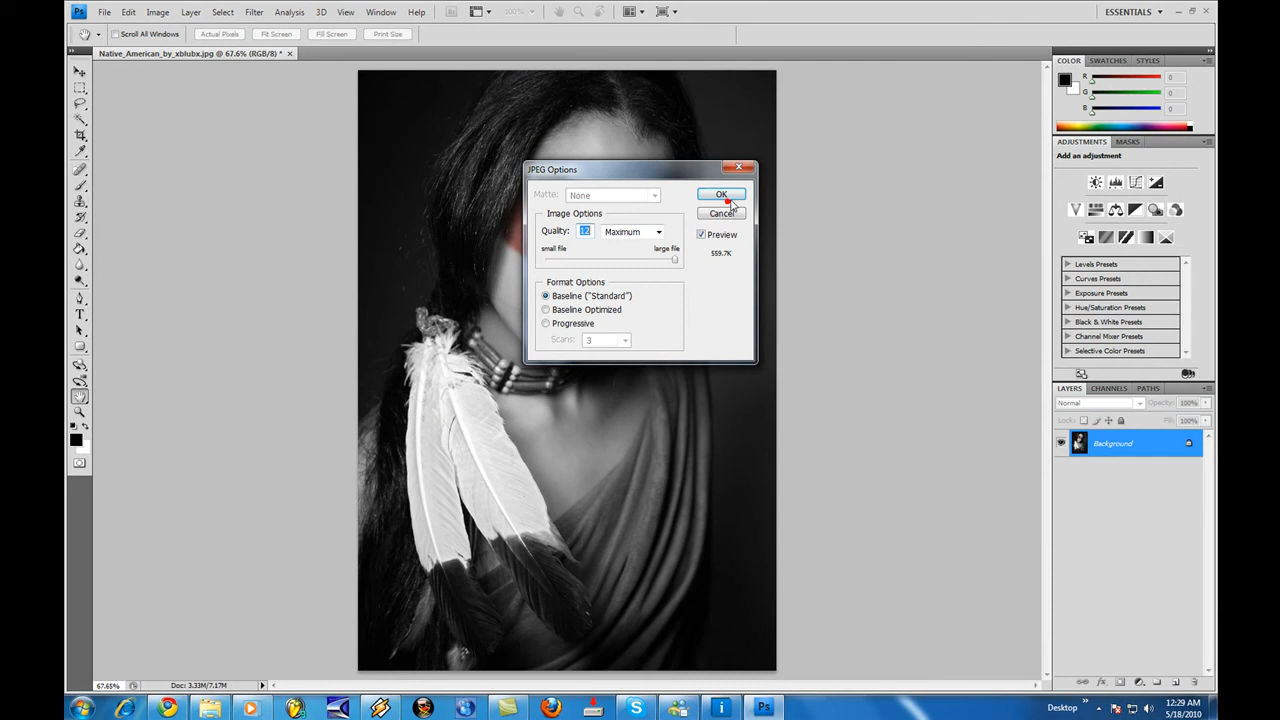 Ps File Edit Image Layer Select Filter Analysis 3D View Window Help 100% ESSENTIALS
Scroll All Windows Actual Pixels Fit Screen Fill Screen Print Size
Native_American_by_xblubx.jpg @ 67.6% (RGB/8) *
COLOR SWATCHES STYLES
R 0
G 0
B 0
ADJUSTMENTS MASKS
Add an adjustment
Levels Presets
Curves Presets
Exposure Presets
Hue/Saturation Presets
Black & White Presets
Channel Mixer Presets
Selective Color Presets
LAYERS CHANNELS PATHS
Normal Opacity: 100%
Lock: Fill: 100%
Background
JPEG Options
Matte: None
OK
Cancel
Preview
559.7K
Image Options
Quality: 12 Maximum
small file large file
Format Options
Baseline ("Standard")
Baseline Optimized
Progressive
Scans: 3
67.65% Doc: 3.33M/7.17M
Desktop
12:29 AM
5/18/2010